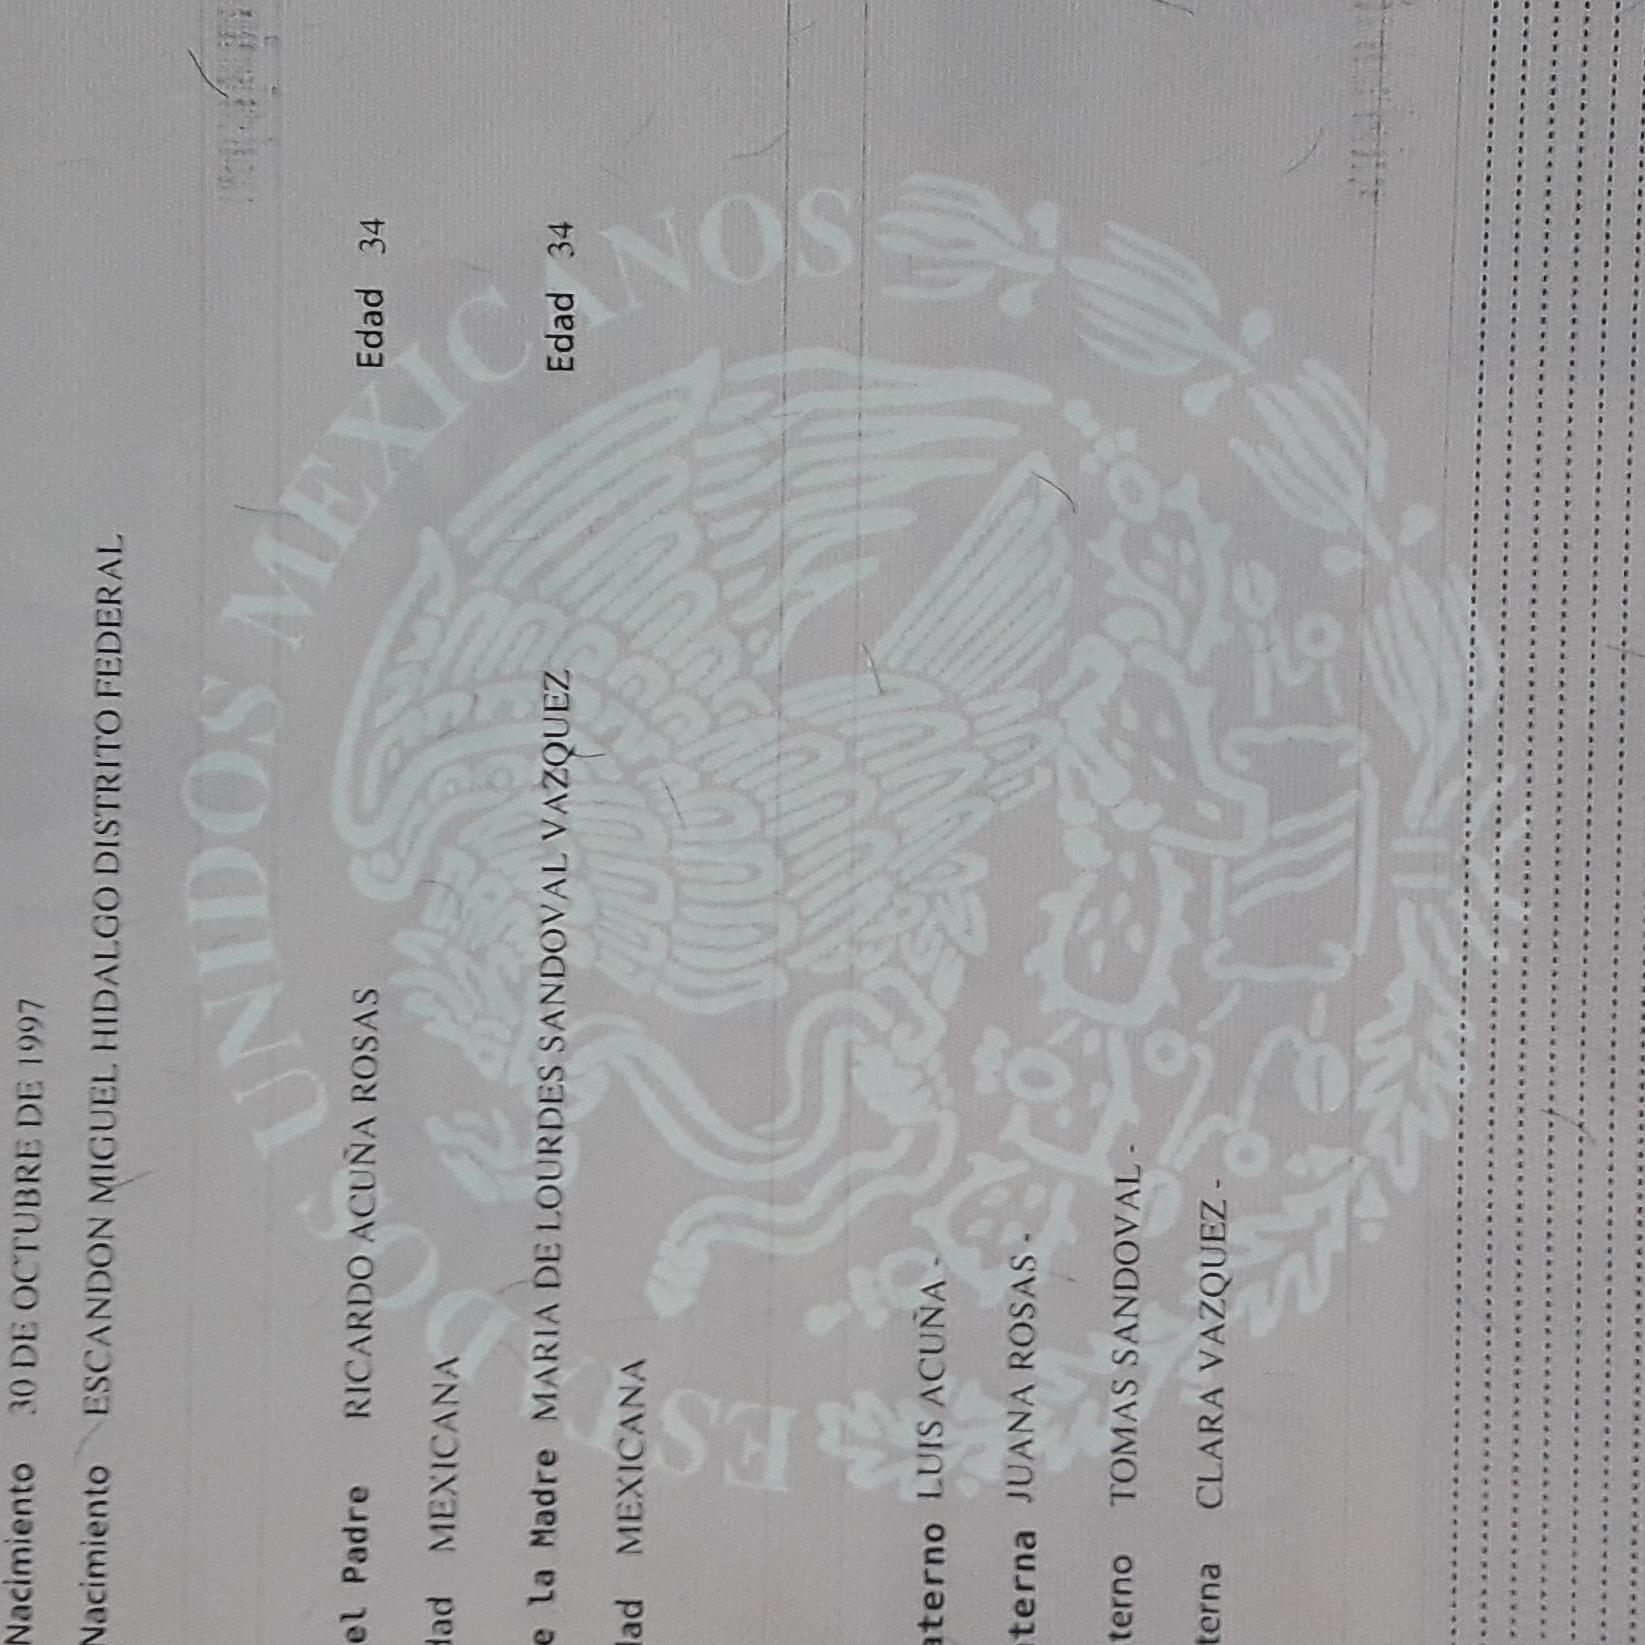 Nacimiento 30 DE OCTUBRE DE 1997
Nacimiento ESCANDON MIGUEL HIDALGO DISTRITO FEDERAL
el Padre RICARDO ACUÑA ROSAS Edad 34
dad MEXICANA
e la Madre MARIA DE LOURDES SANDOVAL VAZQUEZ Edad 34
dad MEXICANA
aterno LUIS ACUÑA -
aterna JUANA ROSAS -
terno TOMAS SANDOVAL -
terna CLARA VAZQUEZ -
ESTADOS UNIDOS MEXICANOS